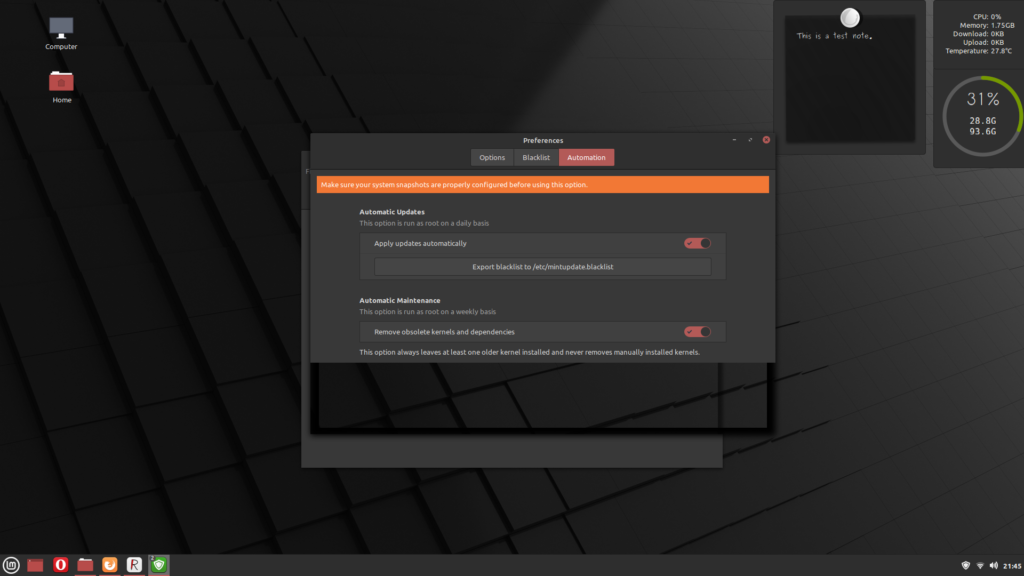 Computer
Home
This is a test note.
CPU: 0%
Memory: 1.75GB
Download: 0KB
Upload: 0KB
Temperature: 27.8°C
31%
28.8G
93.6G
Preferences
Options Blacklist Automation
Make sure your system snapshots are properly configured before using this option.
Automatic Updates
This option is run as root on a daily basis
Apply updates automatically
Export blacklist to /etc/mintupdate.blacklist
Automatic Maintenance
This option is run as root on a weekly basis
Remove obsolete kernels and dependencies
This option always leaves at least one older kernel installed and never removes manually installed kernels.
2
21:45